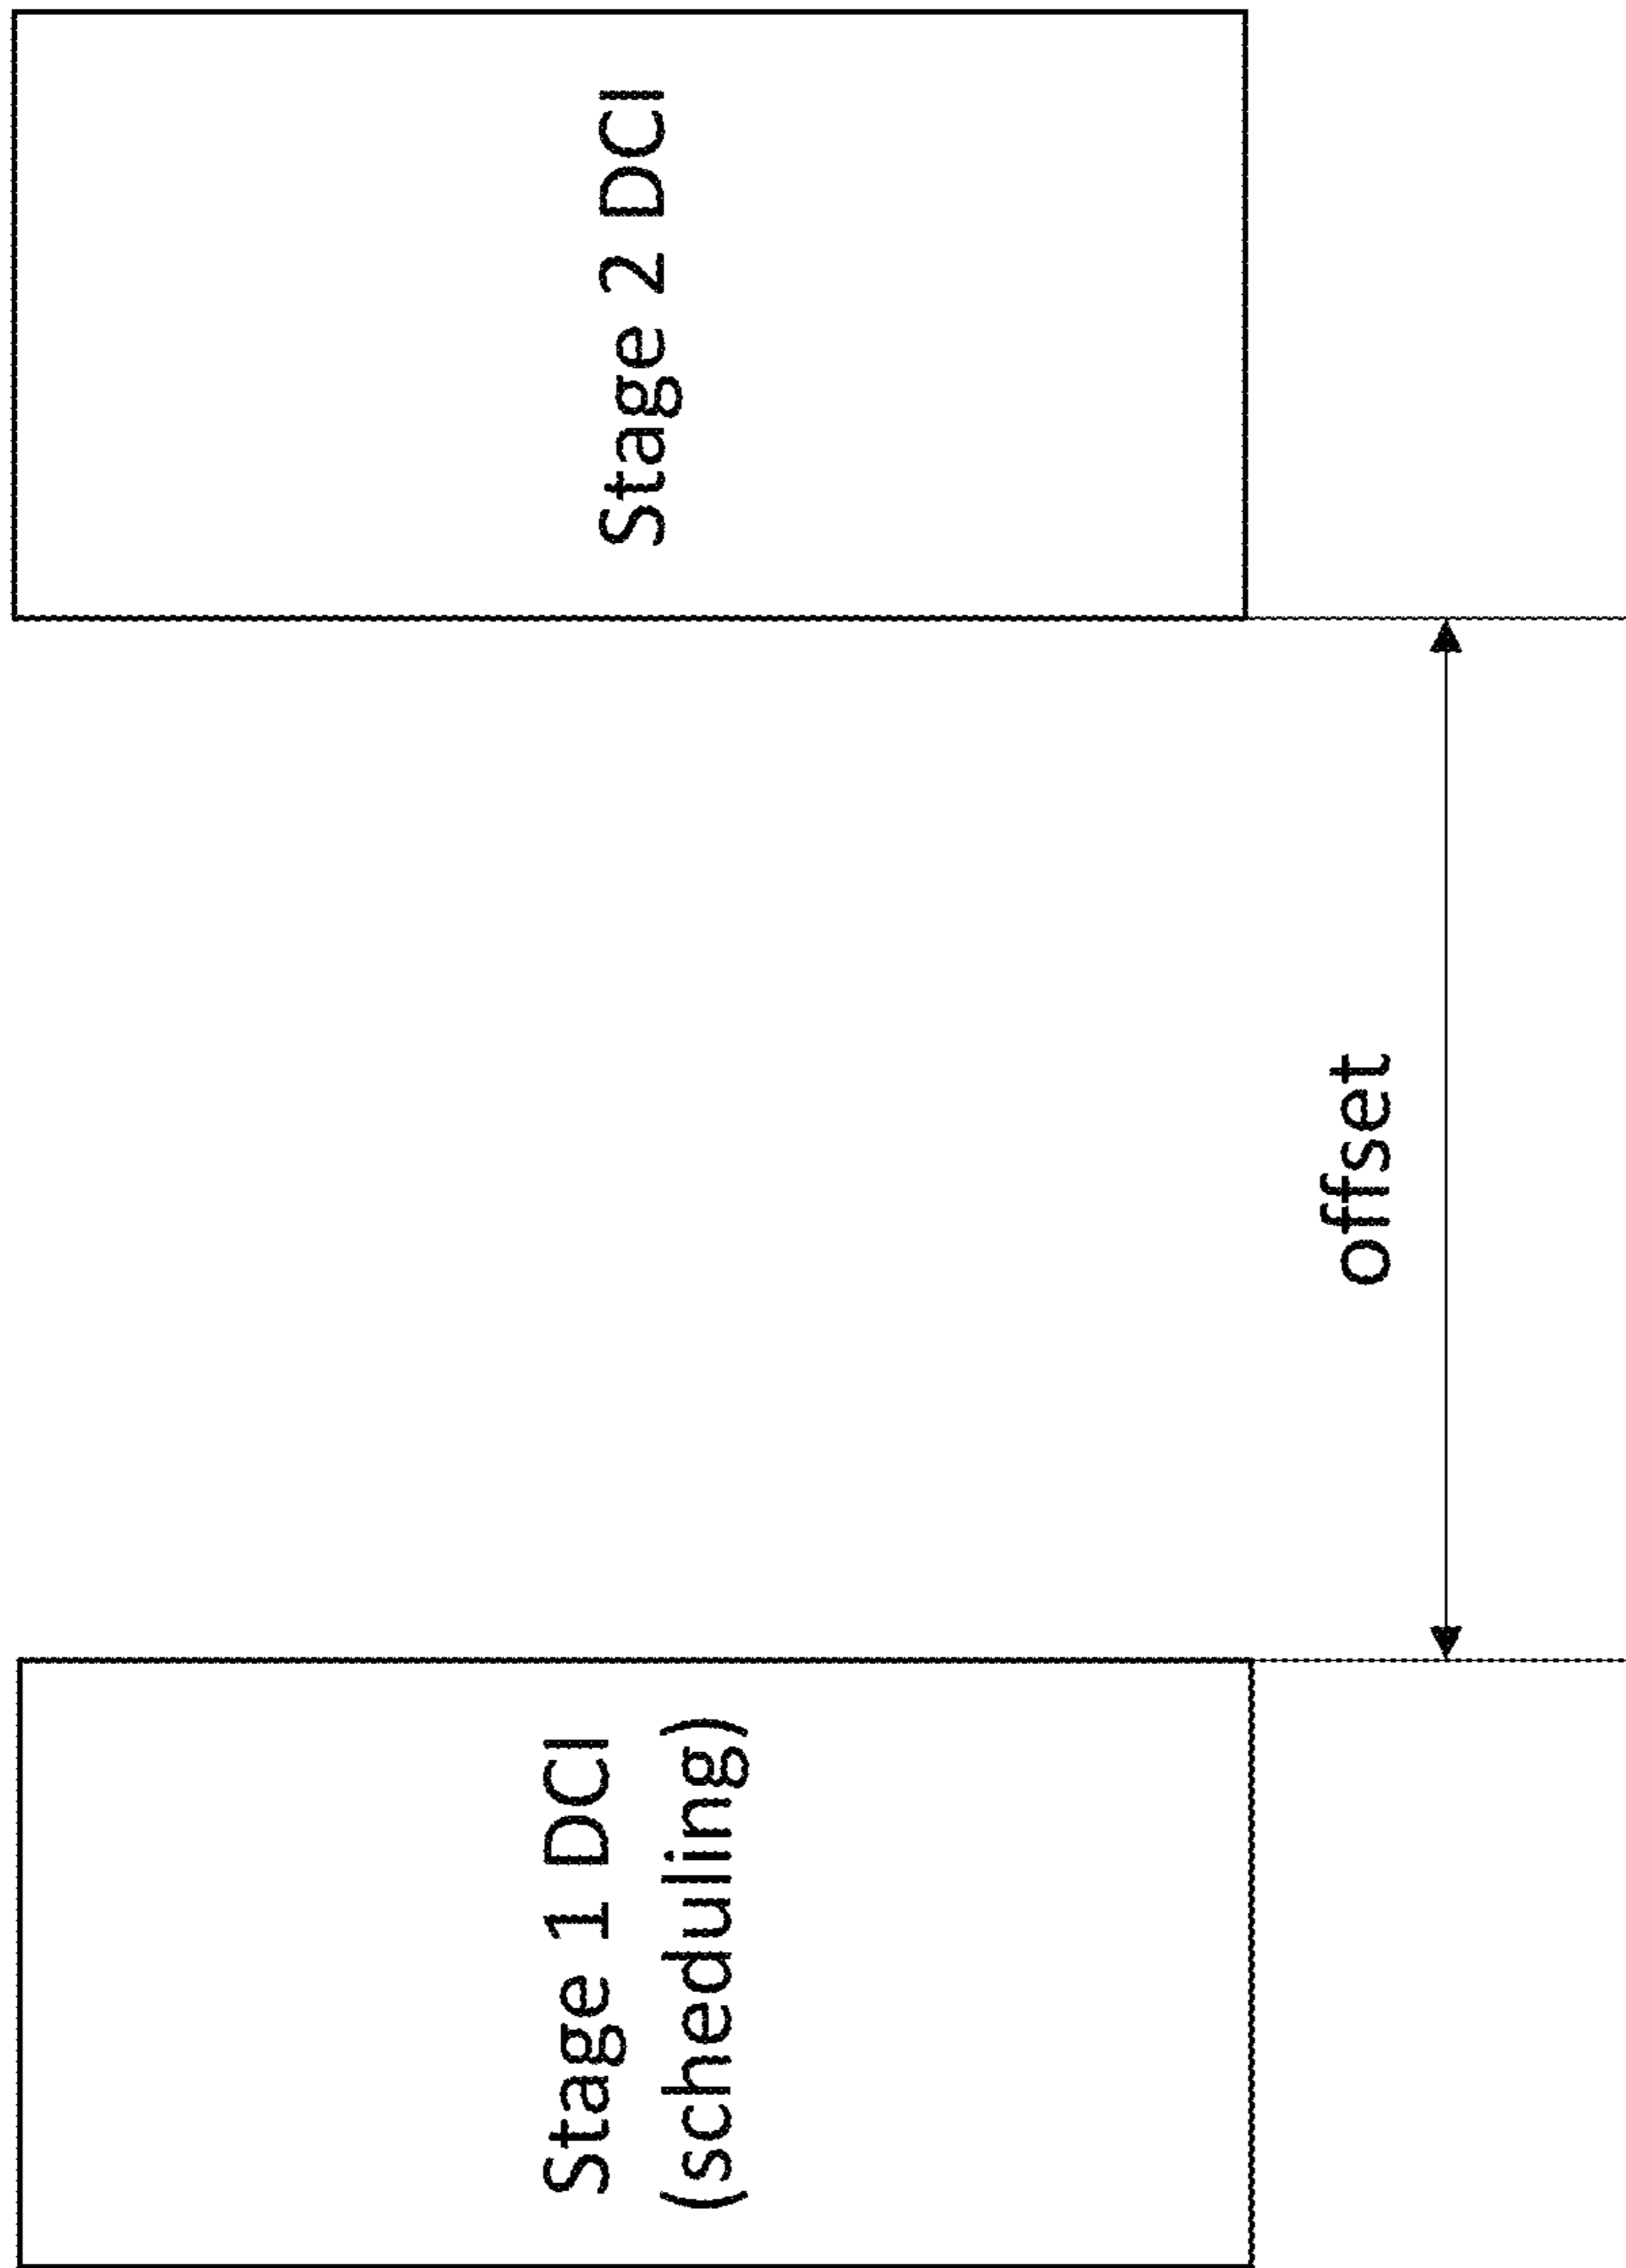 Stage 1 DCI
(scheduling)
offset
Stage 2 DCI